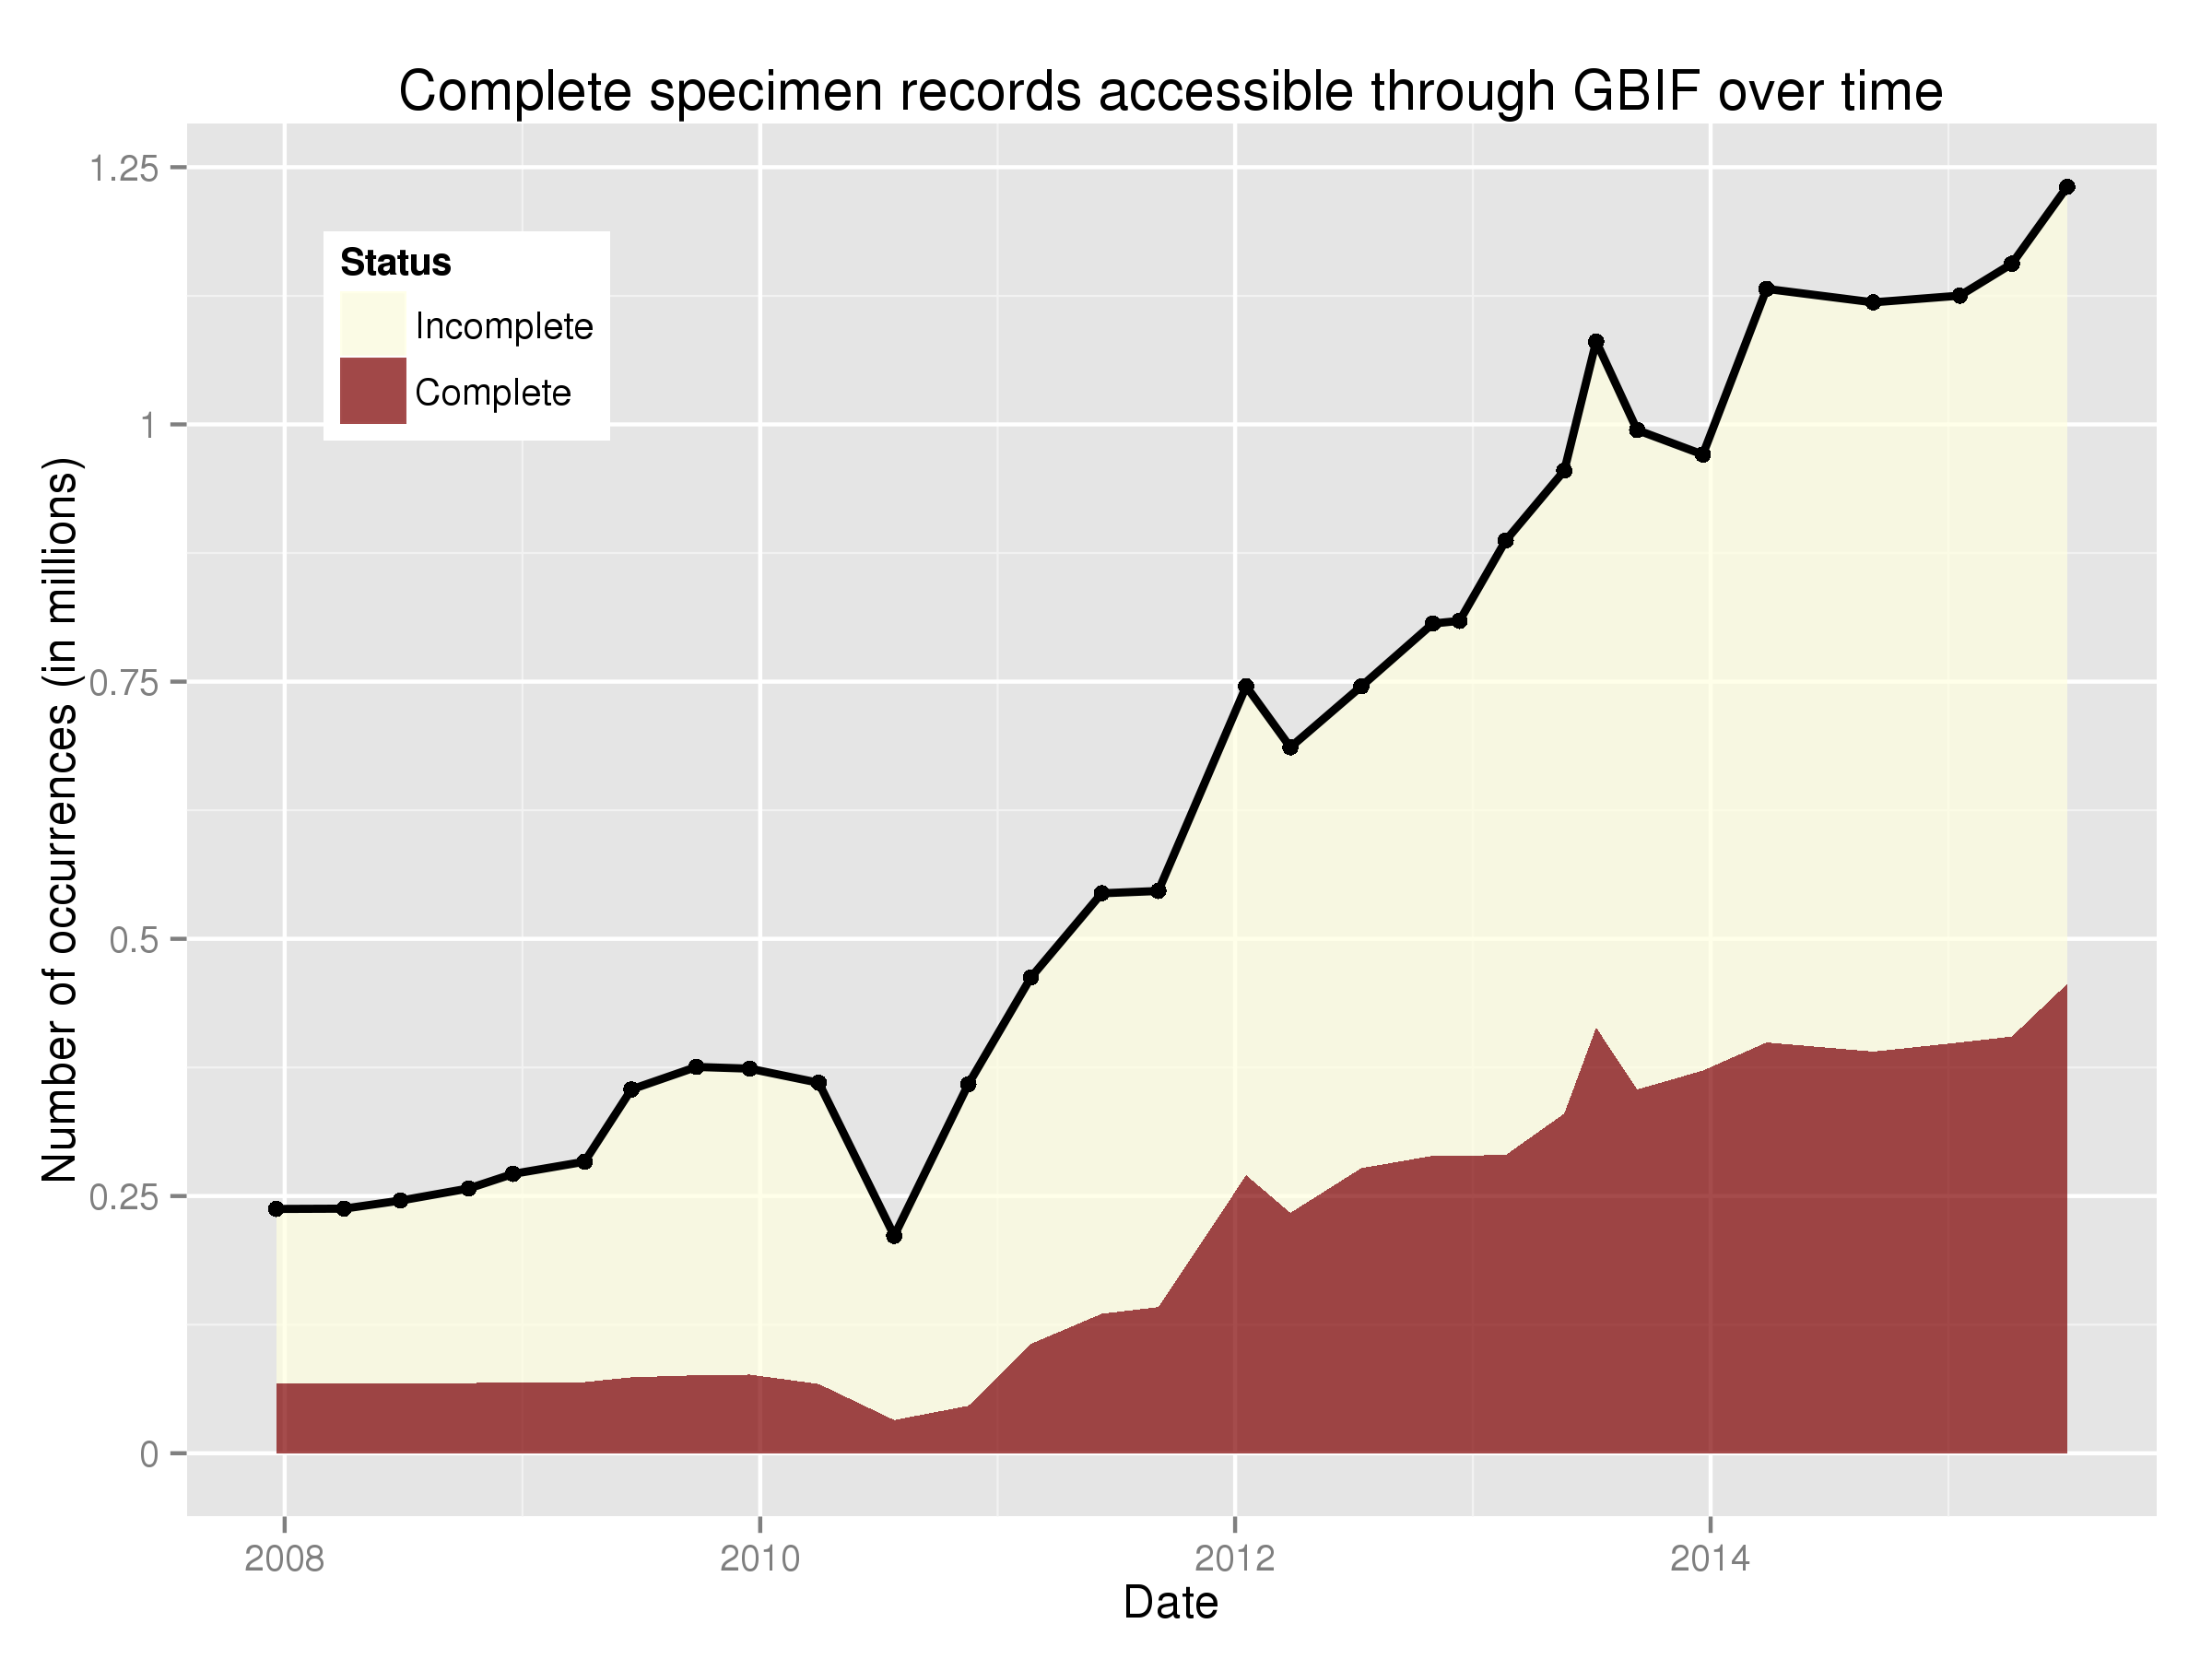 Complete specimen records accessible through GBIF over time
Number of occurrences (in millions)
1.25
1
0.75
0.5
0.25
0
Status
Incomplete
Complete
2008
2010
2012
2014
Date